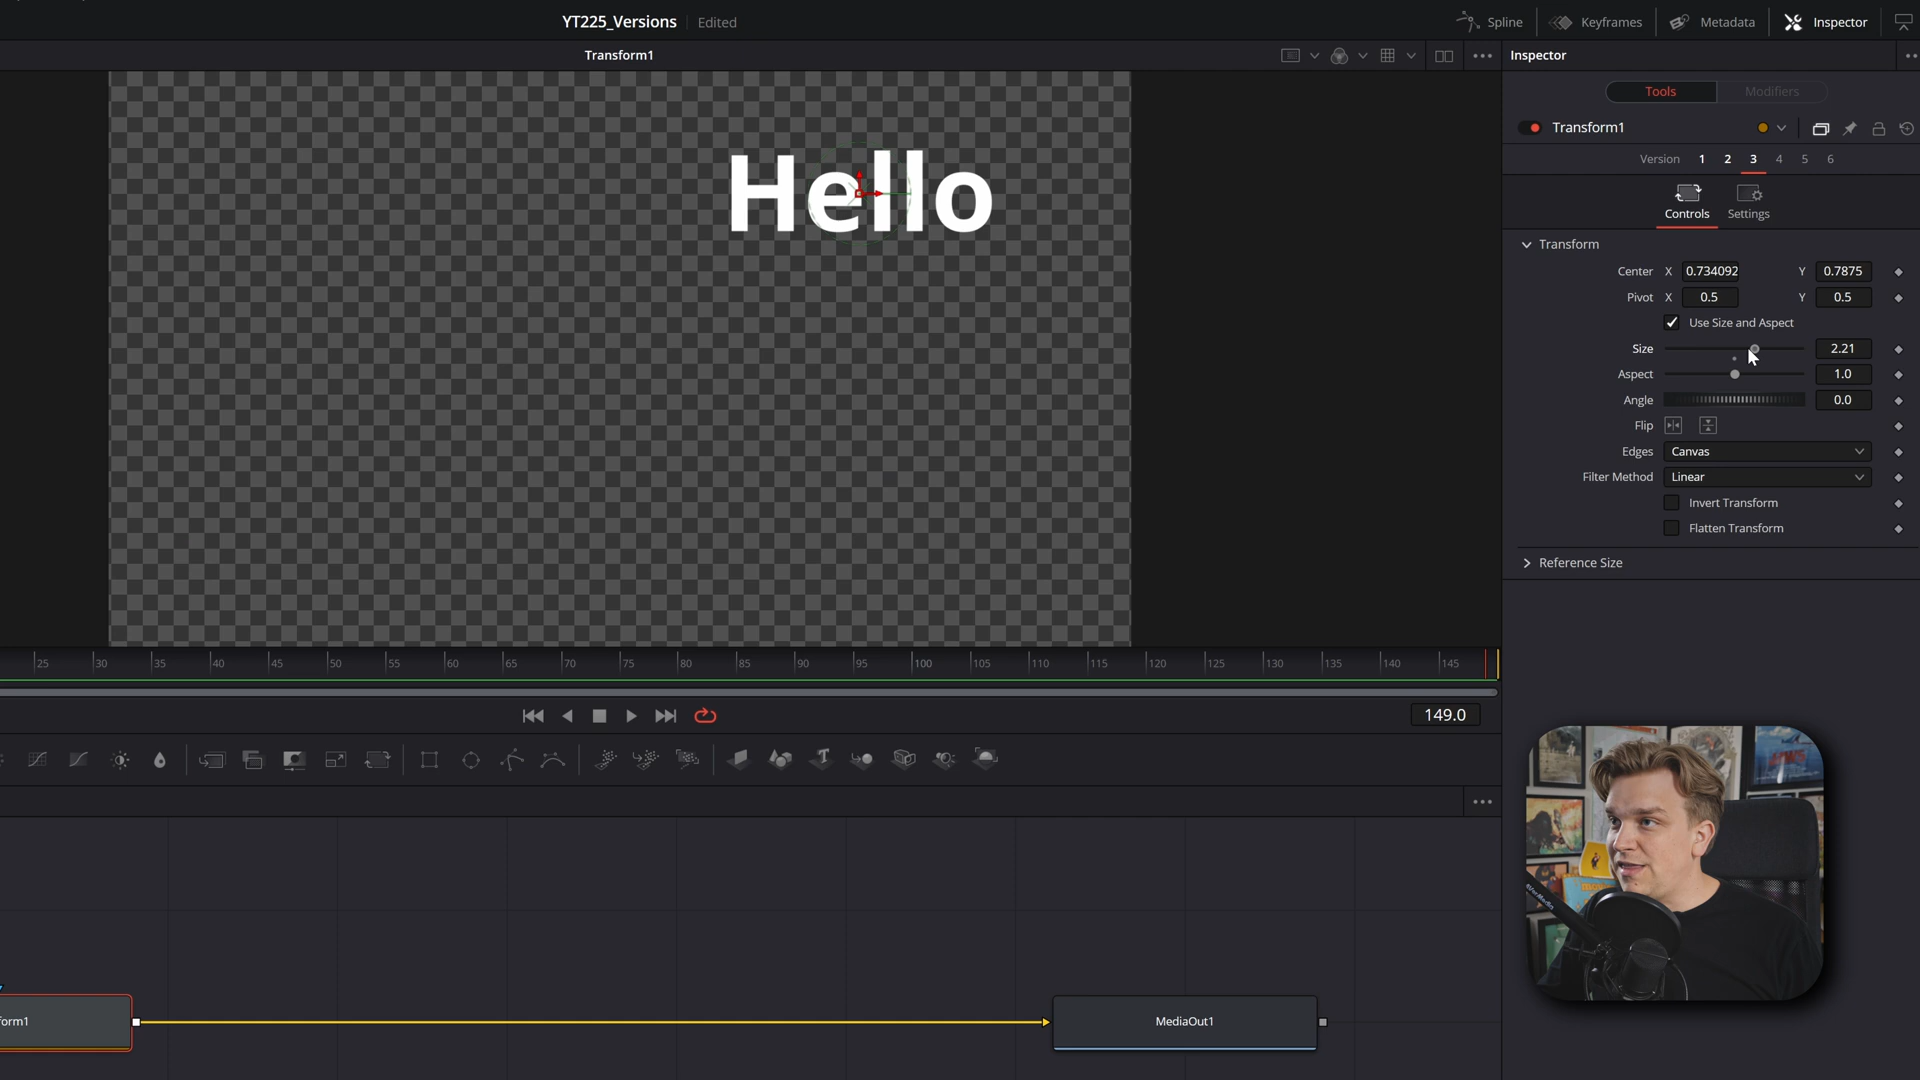 YT225_Versions Edited
Spline Keyframes Metadata Inspector
Transform1
Inspector
Tools Modifiers
Transform1
Version 1 2 3 4 5 6
Controls Settings
Transform
Center X 0.734092 Y 0.7875
Pivot X 0.5 Y 0.5
Use Size and Aspect
Size 2.21
Aspect 1.0
Angle 0.0
Flip
Edges Canvas
Filter Method Linear
Invert Transform
Flatten Transform
Reference Size
Hello
25 30 35 40 45 50 55 60 65 70 75 80 85 90 95 100 105 110 115 120 125 130 135 140 145
149.0
form1
MediaOut1